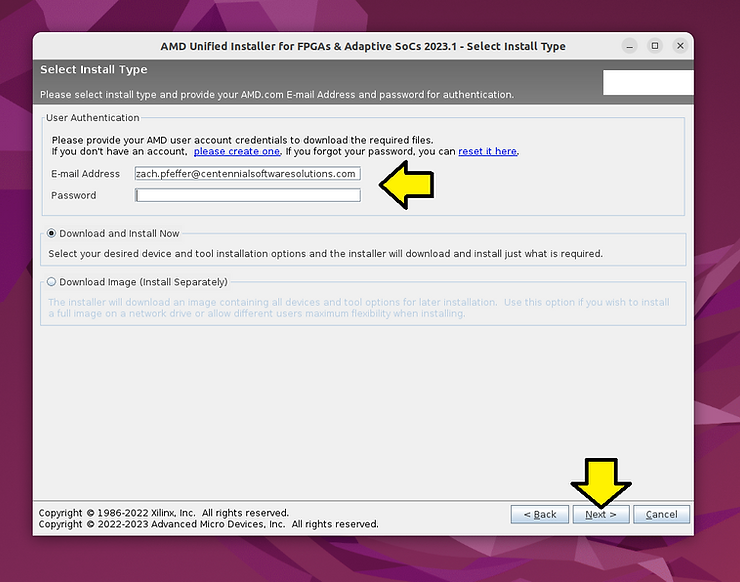 AMD Unified Installer for FPGAs & Adaptive SoCs 2023.1 - Select Install Type
Select Install Type
Please select install type and provide your AMD.com E-mail Address and password for authentication.
User Authentication
Please provide your AMD user account credentials to download the required files.
If you don't have an account, please create one. If you forgot your password, you can reset it here.
E-mail Address zach.pfeffer@centennialsoftwaresolutions.com
Password
Download and Install Now
Select your desired device and tool installation options and the installer will download and install just what is required.
Download Image (Install Separately)
The installer will download an image containing all devices and tool options for later installation. Use this option if you wish to install
a full image on a network drive or allow different users maximum flexibility when installing.
Copyright © 1986-2022 Xilinx, Inc. All rights reserved.
Copyright © 2022-2023 Advanced Micro Devices, Inc. All rights reserved.
< Back Next > Cancel